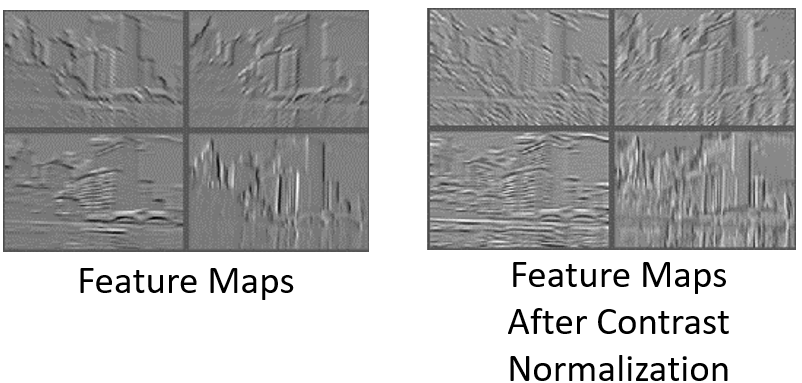 Feature Maps
Feature Maps
After Contrast
Normalization